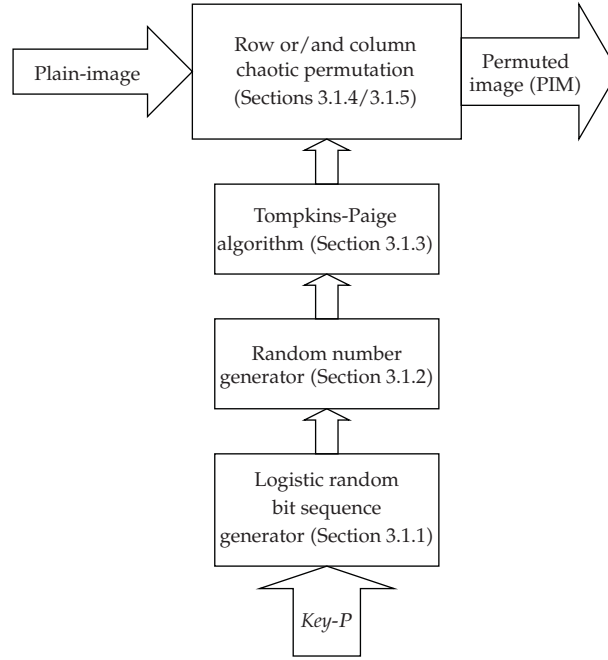 Plain-image
Row or/and column
chaotic permutation
(Sections 3.1.4/3.1.5)
Permuted
image (PIM)
Tompkins-Paige
algorithm (Section 3.1.3)
Random number
generator (Section 3.1.2)
Logistic random
bit sequence
generator (Section 3.1.1)
Key-P